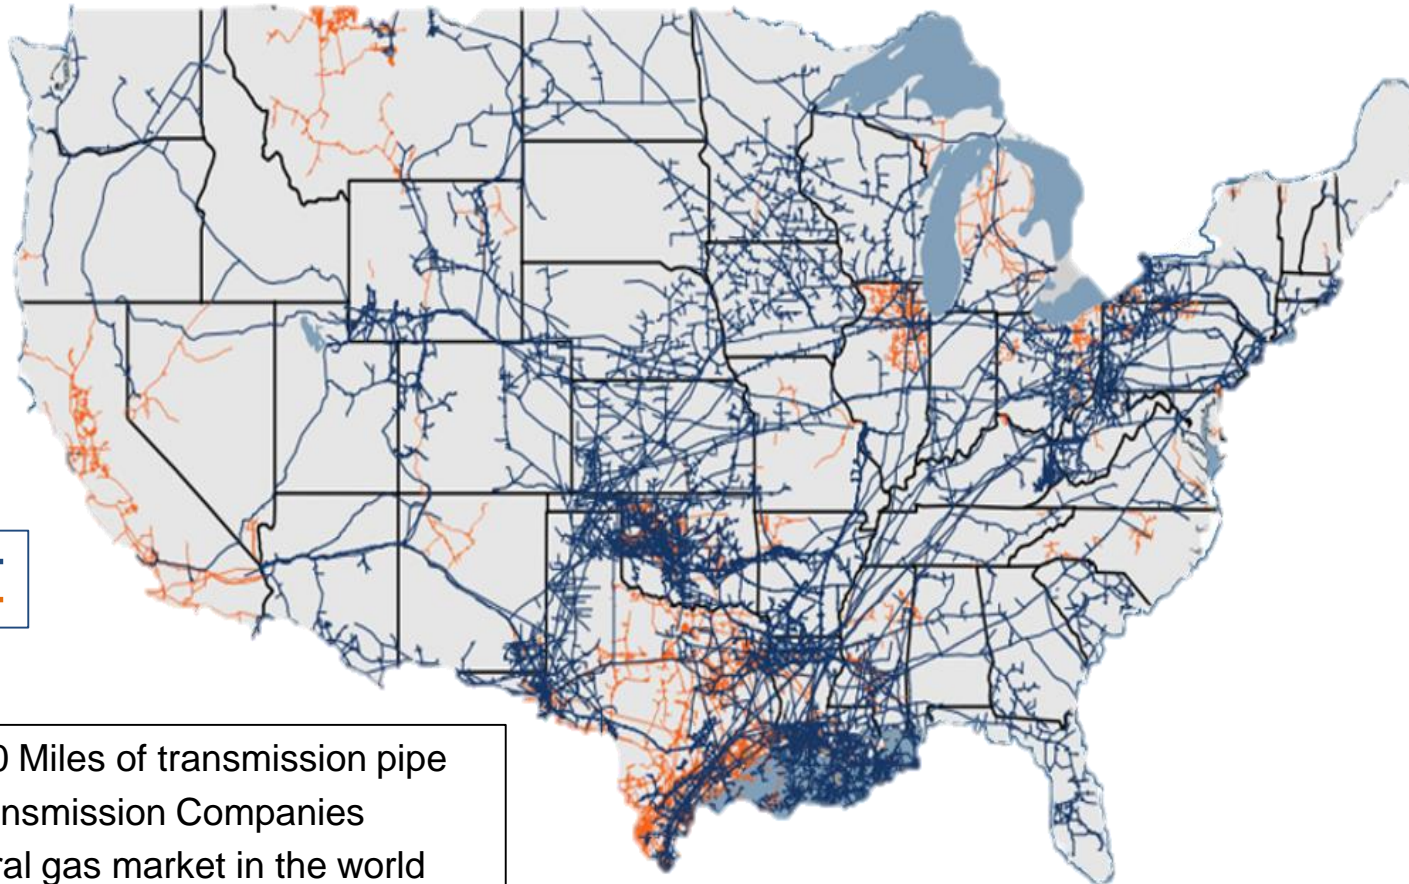 0 Miles of transmission pipe
nsmission Companies
ral gas market in the world